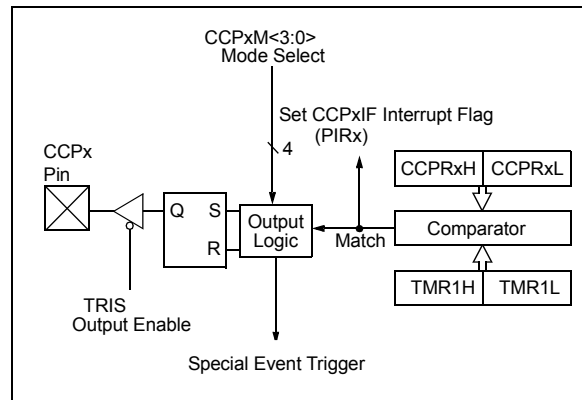 CCPxM<3:0>
Mode Select
Set CCPxIF Interrupt Flag
(PIRx)
4
CCPx
Pin
CCPRxH CCPRxL
Q S
R
Output
Logic
Match
Comparator
TRIS
Output Enable
TMR1H TMR1L
Special Event Trigger